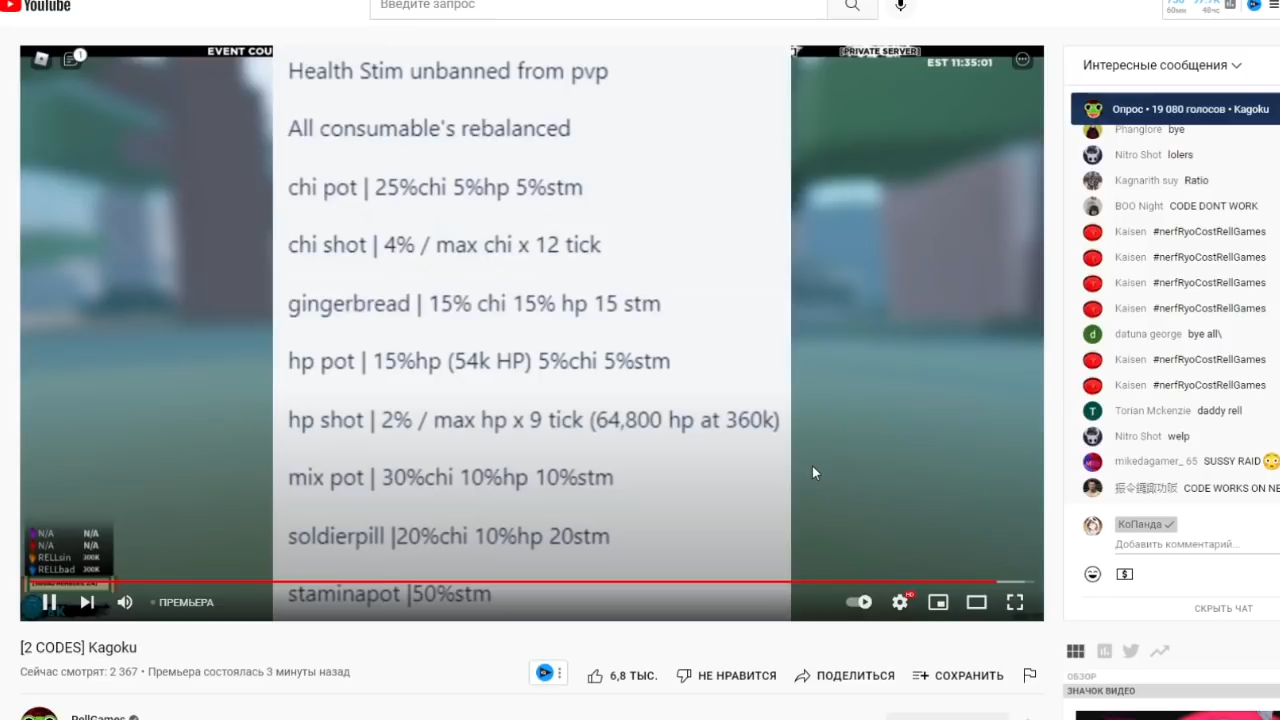 YouTube
Введите запрос
EVENT COU
[PRIVATE SERVER]
EST 11:35:01
1
Health Stim unbanned from pvp
All consumable's rebalanced
chi pot | 25%chi 5%hp 5%stm
chi shot | 4% / max chi x 12 tick
gingerbread | 15% chi 15% hp 15 stm
hp pot | 15%hp (54k HP) 5%chi 5%stm
hp shot | 2% / max hp x 9 tick (64,800 hp at 360k)
mix pot | 30%chi 10%hp 10%stm
soldierpill |20%chi 10%hp 20stm
staminapot |50%stm
N/A N/A
N/A N/A
RELLsin 300K
RELLbad 300K
ПРЕМЬЕРА
HD
[2 CODES] Kagoku
Сейчас смотрят: 2 367 • Премьера состоялась 3 минуты назад
6,8 ТЫС.
НЕ НРАВИТСЯ
ПОДЕЛИТЬСЯ
СОХРАНИТЬ
RellGames
Интересные сообщения
Опрос • 19 080 голосов • Kagoku
Phanglore bye
Nitro Shot lolers
Kagnarith suy Ratio
BOO Night CODE DONT WORK
Kaisen #nerfRyoCostRellGames
Kaisen #nerfRyoCostRellGames
Kaisen #nerfRyoCostRellGames
Kaisen #nerfRyoCostRellGames
datuna george bye all\
Kaisen #nerfRyoCostRellGames
Kaisen #nerfRyoCostRellGames
Torian Mckenzie daddy rell
Nitro Shot welp
mikedagamer_ 65 SUSSY RAID
CODE WORKS ON NE
КоПанда
Добавить комментарий...
СКРЫТЬ ЧАТ
ОБЗОР
ЗНАЧОК ВИДЕО